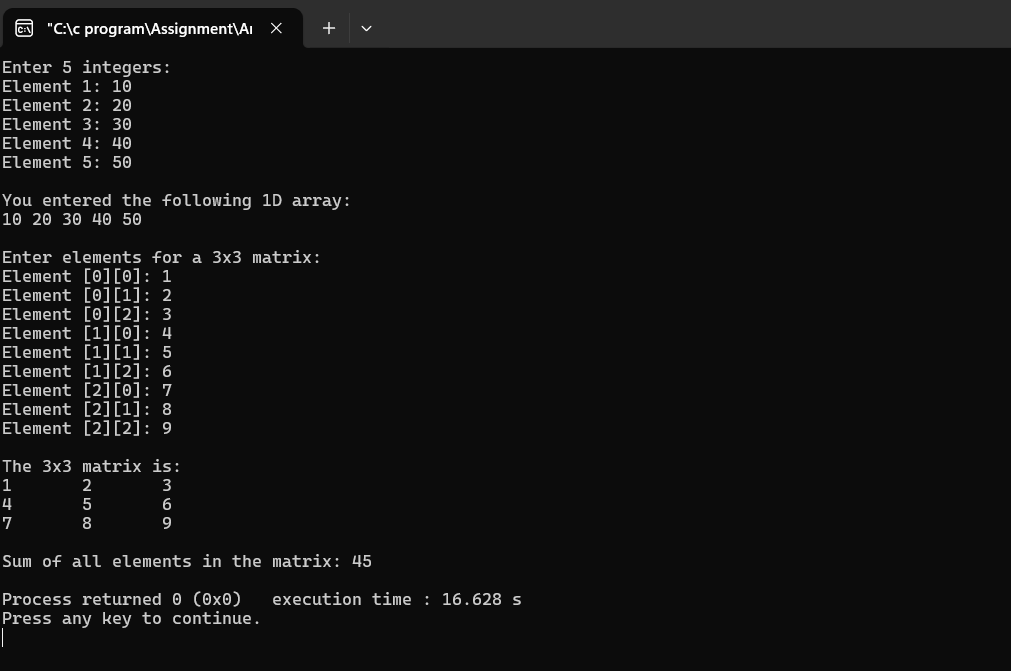 "C:\c program\Assignment\Ar
Enter 5 integers:
Element 1: 10
Element 2: 20
Element 3: 30
Element 4: 40
Element 5: 50
You entered the following 1D array:
10 20 30 40 50
Enter elements for a 3x3 matrix:
Element [0][0]: 1
Element [0][1]: 2
Element [0][2]: 3
Element [1][0]: 4
Element [1][1]: 5
Element [1][2]: 6
Element [2][0]: 7
Element [2][1]: 8
Element [2][2]: 9
The 3x3 matrix is:
1       2       3
4       5       6
7       8       9
Sum of all elements in the matrix: 45
Process returned 0 (0x0)   execution time : 16.628 s
Press any key to continue.